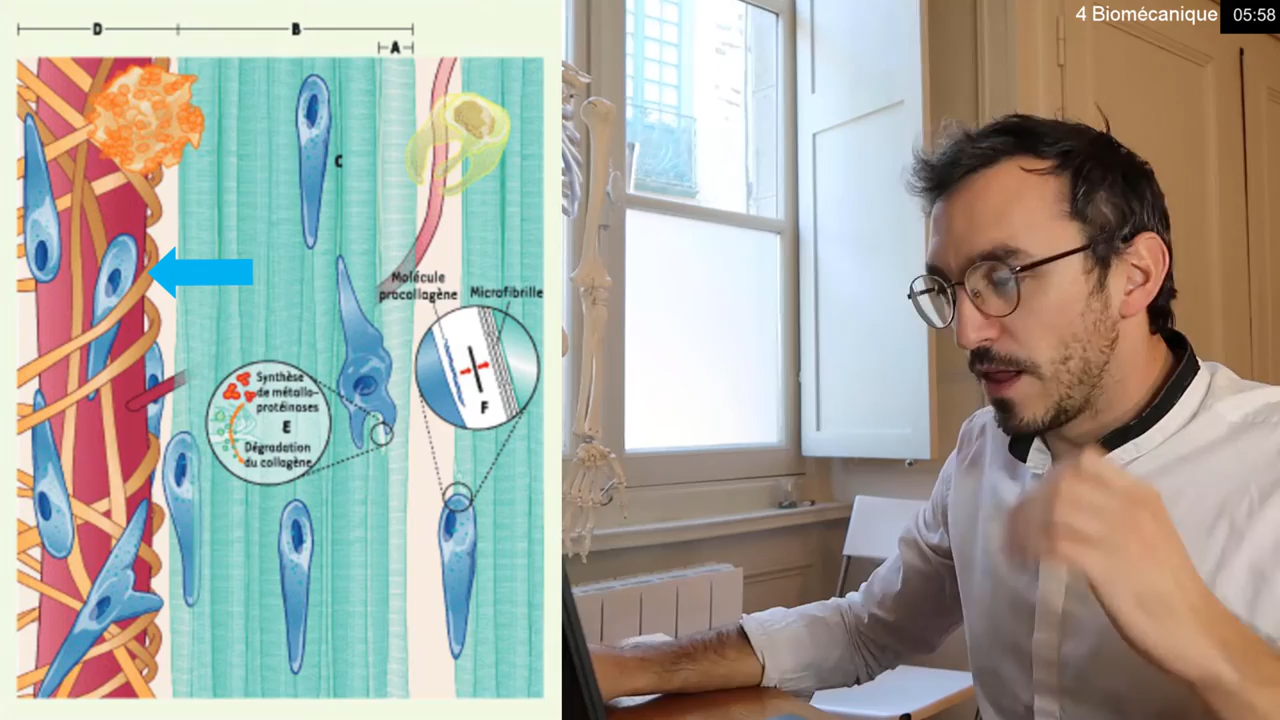 4 Biomécanique
05:58
D
B
A
C
Molécule
procollagène
Microfibrille
F
Synthèse
de métallo-
protéinases
E
Dégradation
du collagène